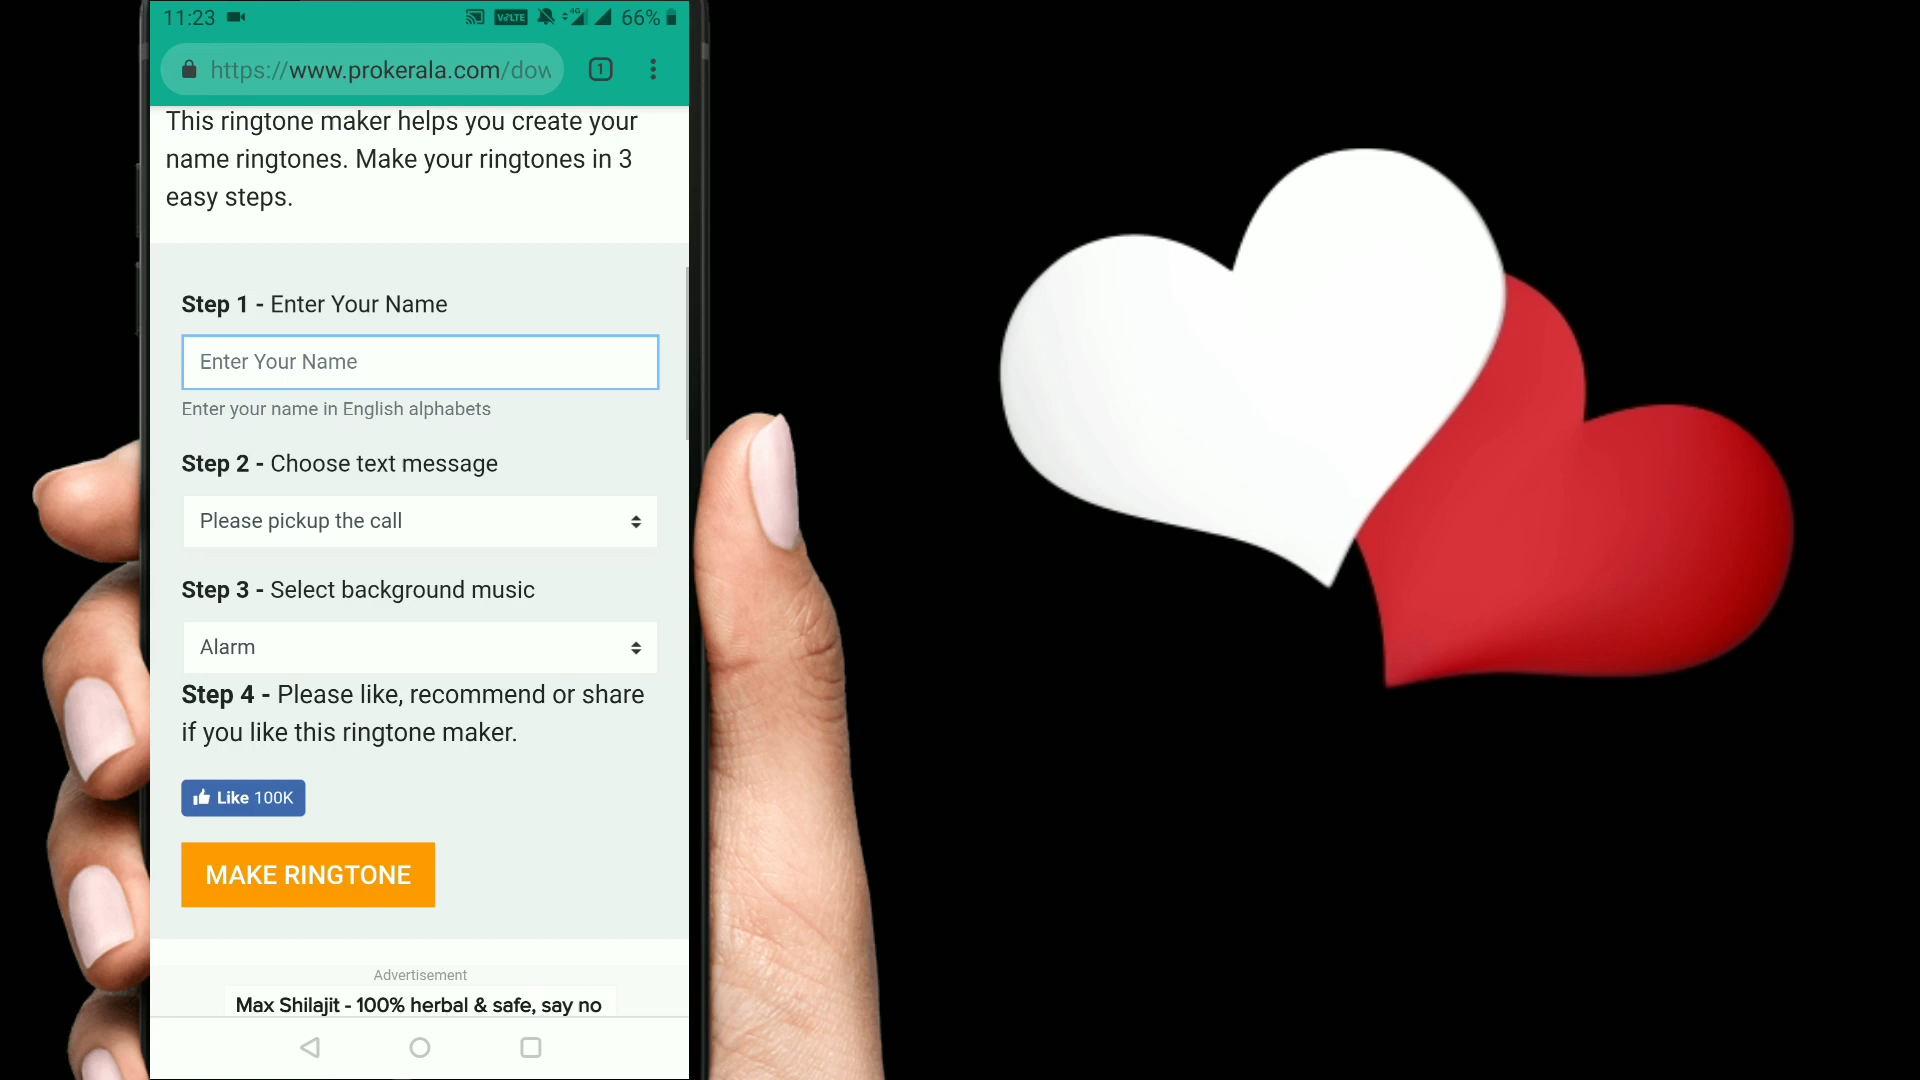 11:23
VoLTE
4G
66%
https://www.prokerala.com/dow
1
This ringtone maker helps you create your
name ringtones. Make your ringtones in 3
easy steps.
Step 1 - Enter Your Name
Enter Your Name
Enter your name in English alphabets
Step 2 - Choose text message
Please pickup the call
Step 3 - Select background music
Alarm
Step 4 - Please like, recommend or share
if you like this ringtone maker.
Like 100K
MAKE RINGTONE
Advertisement
Max Shilajit - 100% herbal & safe, say no